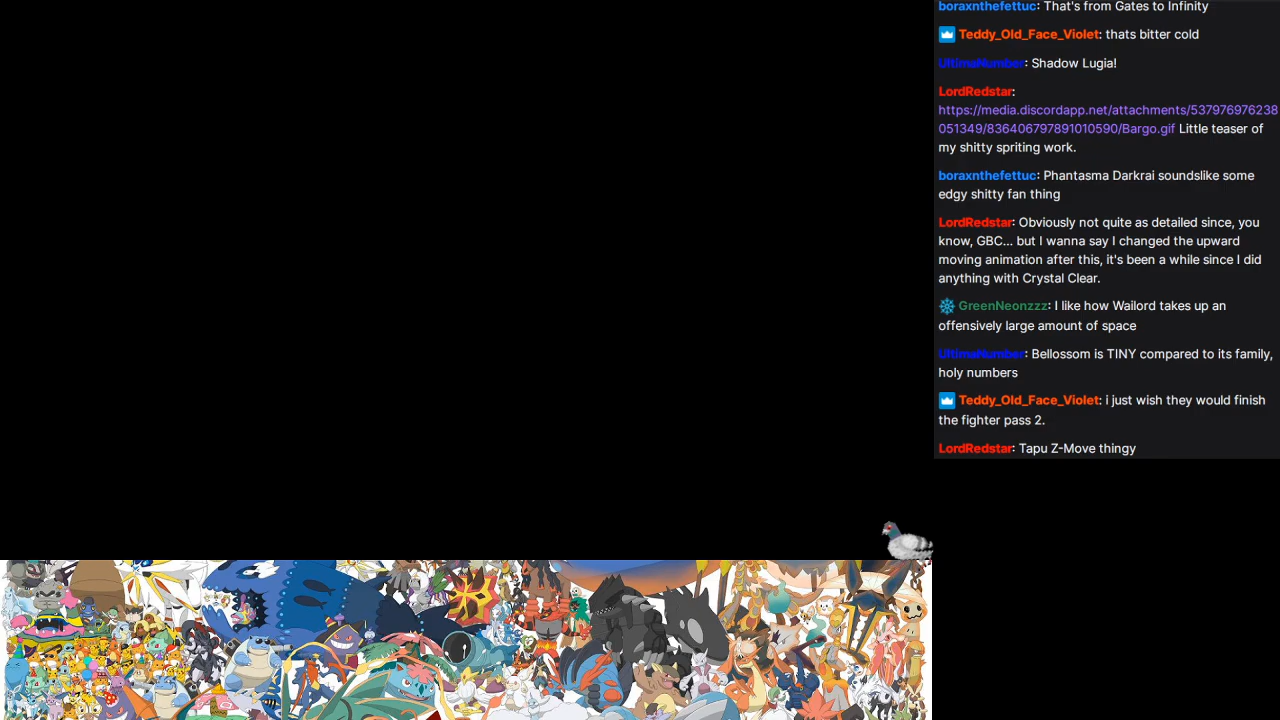 boraxnthefettuc: That's from Gates to Infinity
Teddy_Old_Face_Violet: thats bitter cold
UltimaNumber: Shadow Lugia!
LordRedstar:
https://media.discordapp.net/attachments/537976976238
051349/836406797891010590/Bargo.gif Little teaser of
my shitty spriting work.
boraxnthefettuc: Phantasma Darkrai soundslike some
edgy shitty fan thing
LordRedstar: Obviously not quite as detailed since, you
know, GBC... but I wanna say I changed the upward
moving animation after this, it's been a while since I did
anything with Crystal Clear.
GreenNeonzzz: I like how Wailord takes up an
offensively large amount of space
UltimaNumber: Bellossom is TINY compared to its family,
holy numbers
Teddy_Old_Face_Violet: i just wish they would finish
the fighter pass 2.
LordRedstar: Tapu Z-Move thingy